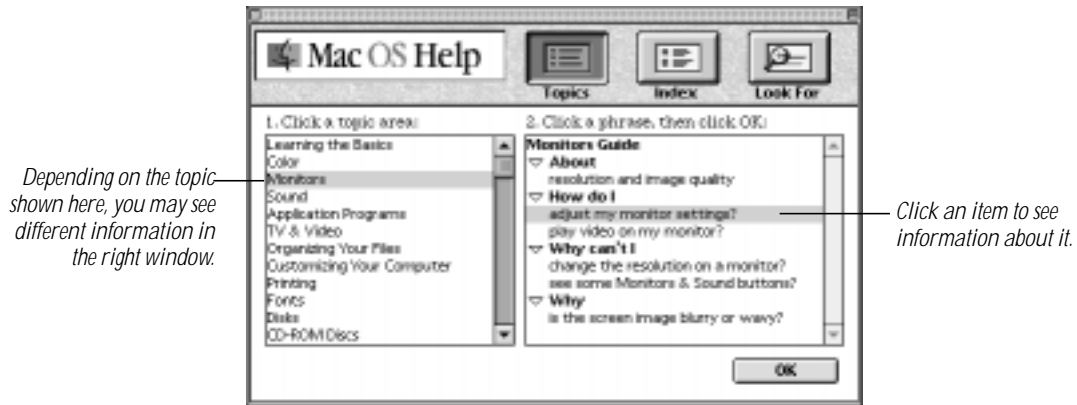 Mac OS Help
Topics
Index
Look For
1. Click a topic area:
Learning the Basics
Color
Monitors
Sound
Application Programs
TV & Video
Organizing Your Files
Customizing Your Computer
Printing
Fonts
Disks
CD-ROM Discs
2. Click a phrase, then click OK:
Monitors Guide
About
resolution and image quality
How do I
adjust my monitor settings?
play video on my monitor?
Why can't I
change the resolution on a monitor?
see some Monitors & Sound buttons?
Why
is the screen image blurry or wavy?
OK
Depending on the topic
shown here, you may see
different information in
the right window.
Click an item to see
information about it.